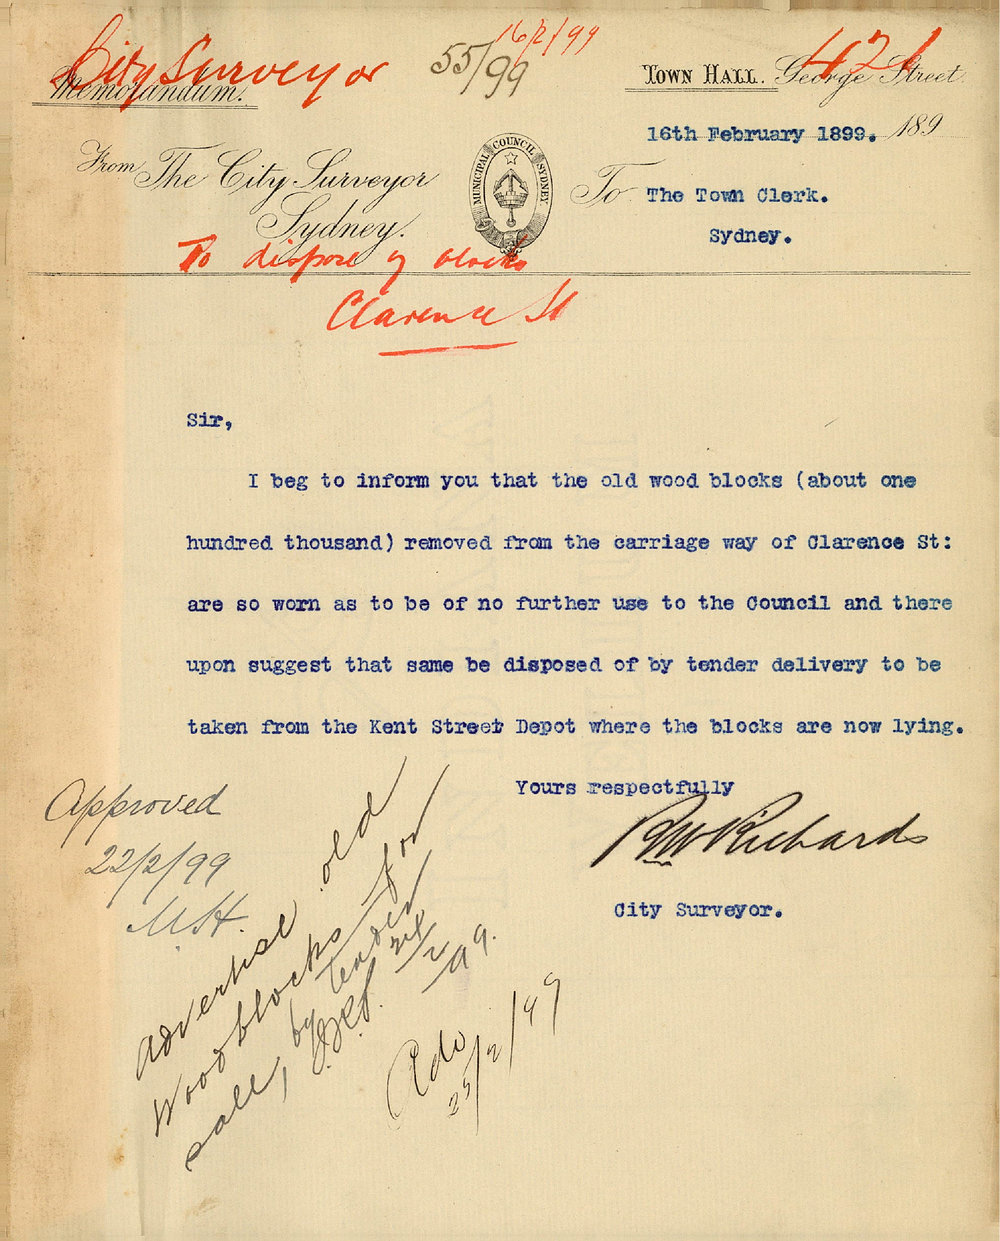 City Surveyor
55/99
16/2/99
421
Memorandum.
TOWN HALL. George Street.
16th February 1899. 189
From The City Surveyor
Sydney.
MUNICIPAL COUNCIL SYDNEY
To The Town Clerk.
Sydney.
To dispose of blocks
Clarence St
Sir,
I beg to inform you that the old wood blocks (about one
hundred thousand) removed from the carriage way of Clarence St:
are so worn as to be of no further use to the Council and there
upon suggest that same be disposed of by tender delivery to be
taken from the Kent Street Depot where the blocks are now lying.
Yours respectfully
RW Richards
City Surveyor.
Approved
22/2/99
M.H.
Advertise old
Woodblocks for
sale, by tender
24/2/99.
25/2/99